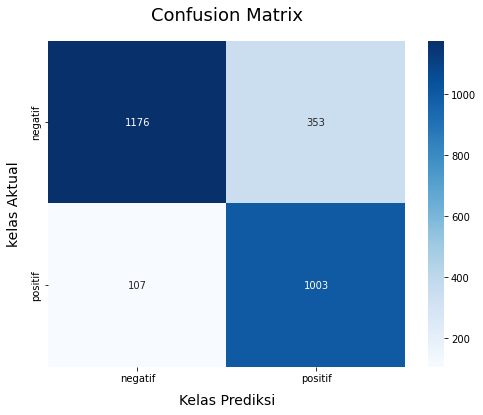 Confusion Matrix
kelas Aktual
negatif
positif
1176
353
107
1003
negatif
positif
Kelas Prediksi
1000
800
600
400
200